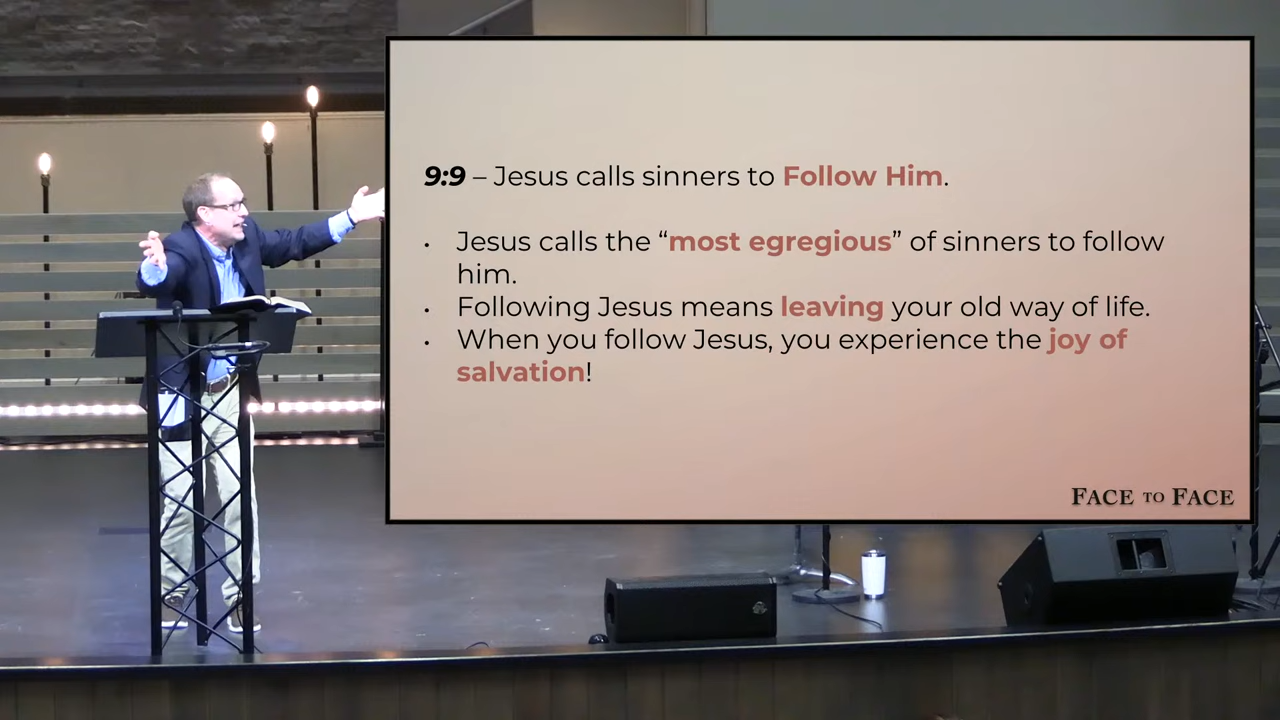 9:9 – Jesus calls sinners to Follow Him.
• Jesus calls the “most egregious” of sinners to follow
him.
• Following Jesus means leaving your old way of life.
• When you follow Jesus, you experience the joy of
salvation!
FACE TO FACE